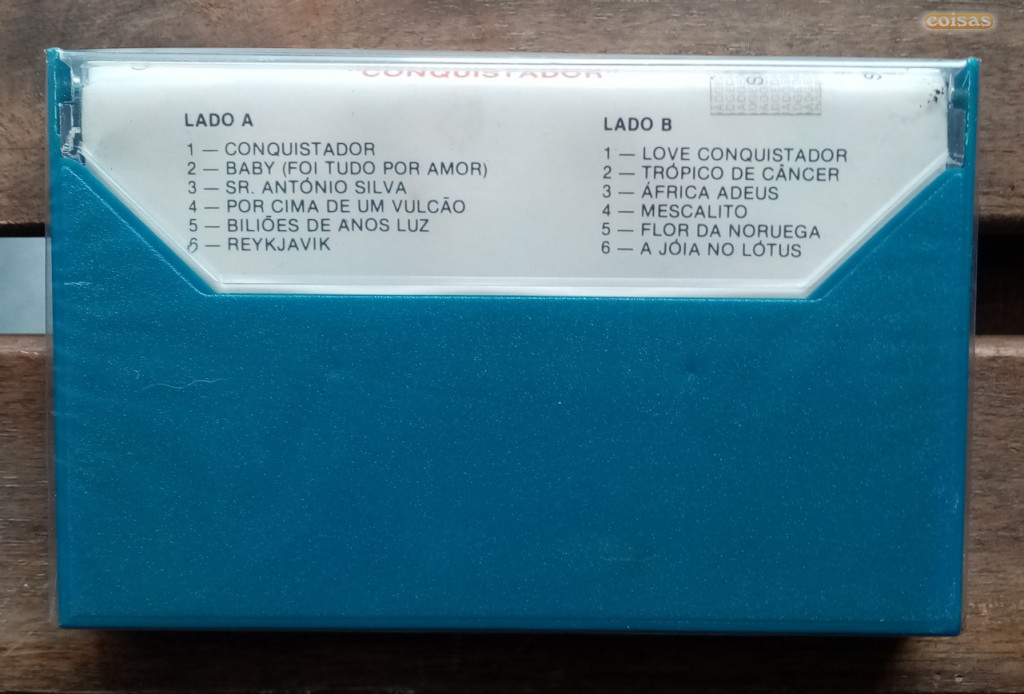 coisas
"CONQUISTADOR"
LADO A
1 — CONQUISTADOR
2 — BABY (FOI TUDO POR AMOR)
3 — SR. ANTÓNIO SILVA
4 — POR CIMA DE UM VULCÃO
5 — BILIÕES DE ANOS LUZ
6 — REYKJAVIK
LADO B
1 — LOVE CONQUISTADOR
2 — TRÓPICO DE CÂNCER
3 — ÁFRICA ADEUS
4 — MESCALITO
5 — FLOR DA NORUEGA
6 — A JÓIA NO LÓTUS